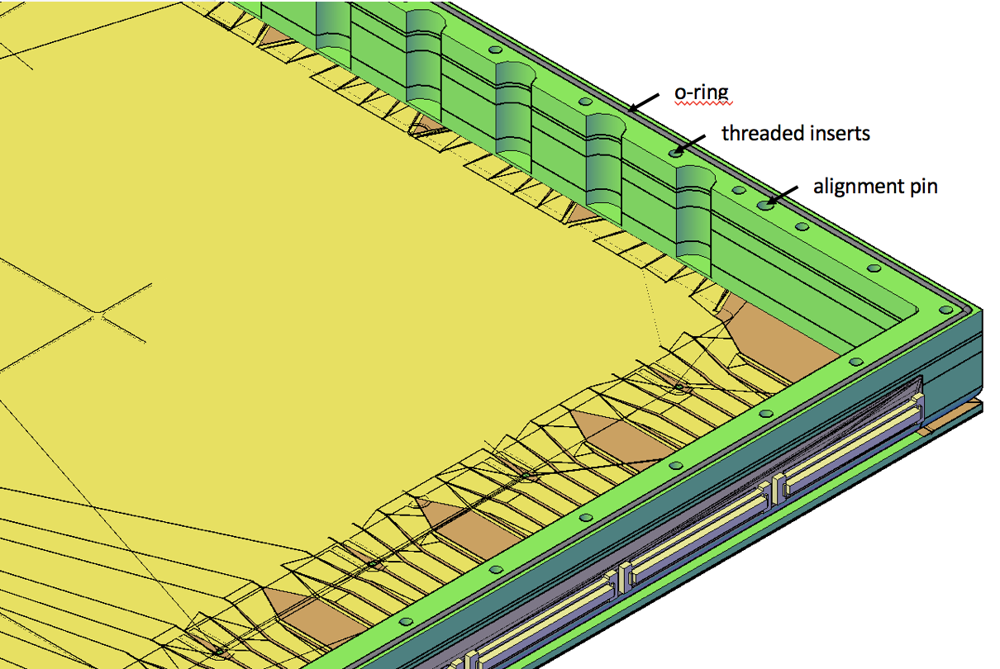 o-ring
threaded inserts
alignment pin